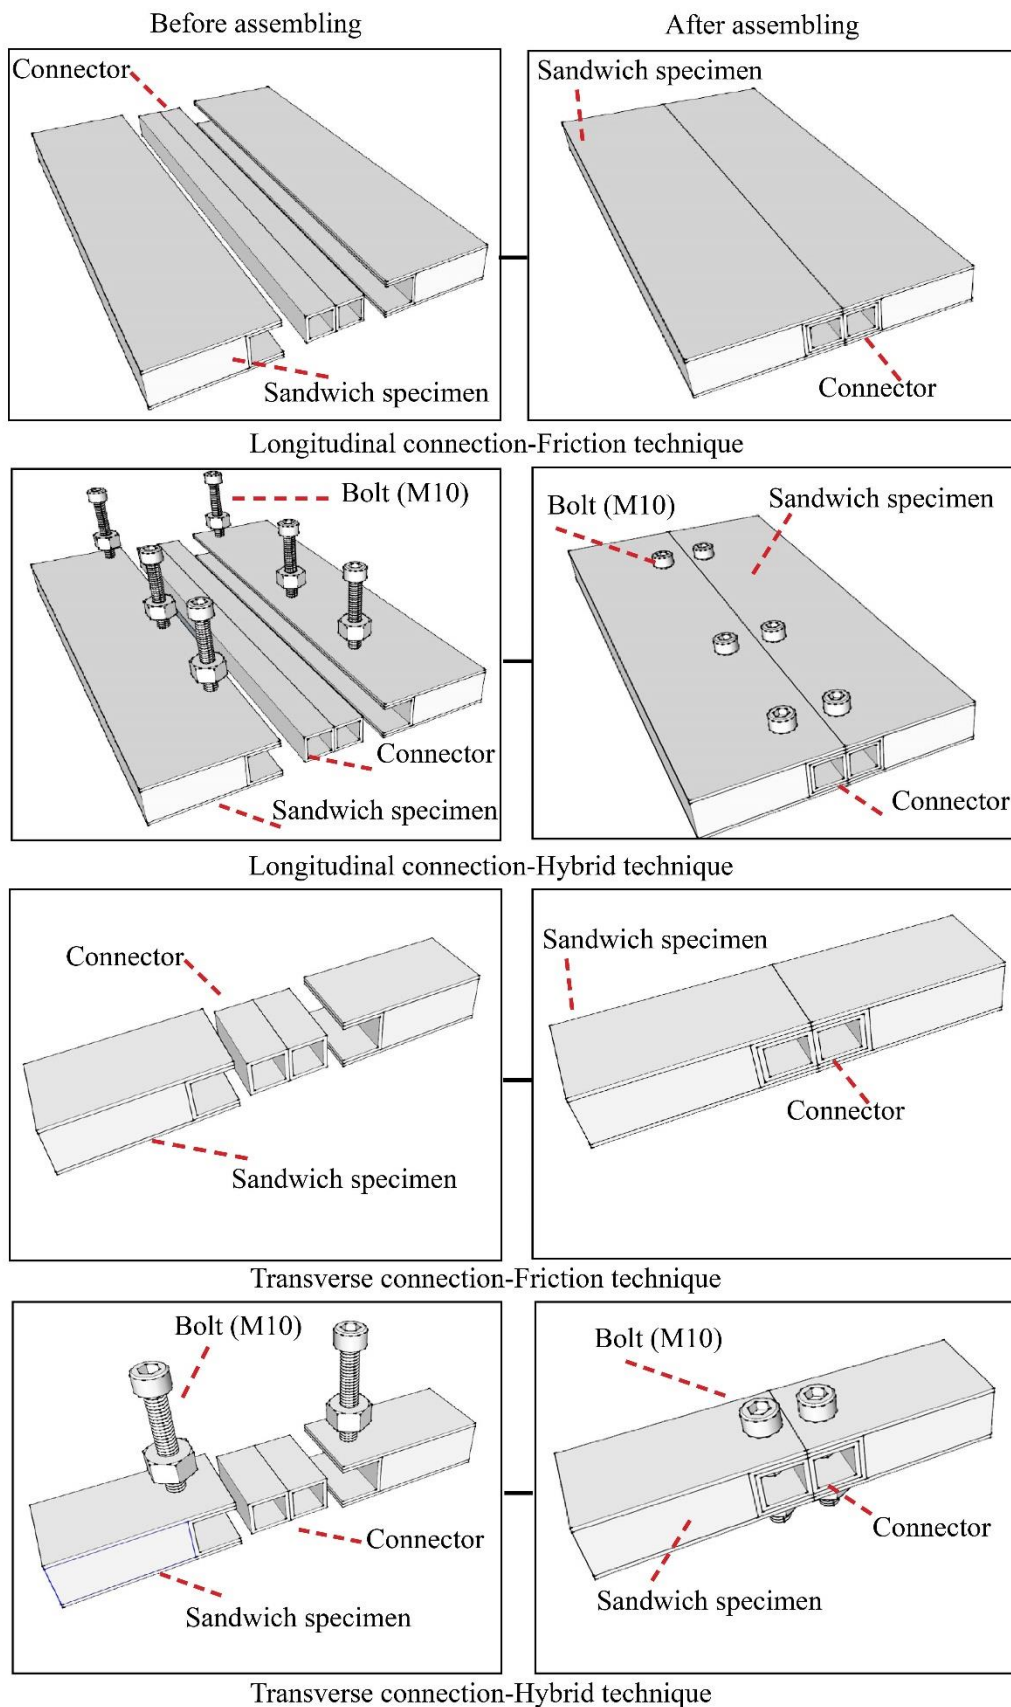 Before assembling
After assembling
Connector
Sandwich specimen
Sandwich specimen
Connector
Longitudinal connection-Friction technique
Bolt (M10)
Connector
Sandwich specimen
Bolt (M10)
Sandwich specimen
Connector
Longitudinal connection-Hybrid technique
Connector
Sandwich specimen
Sandwich specimen
Connector
Transverse connection-Friction technique
Bolt (M10)
Connector
Sandwich specimen
Bolt (M10)
Connector
Sandwich specimen
Transverse connection-Hybrid technique